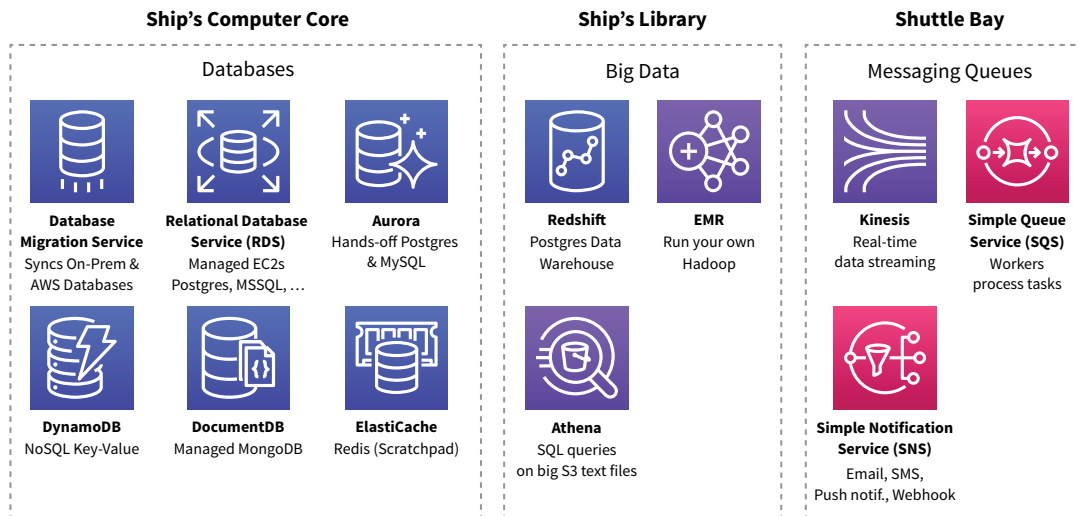 Ship’s Computer Core
Databases
Database
Migration Service
Syncs On-Prem &
AWS Databases
Relational Database
Service (RDS)
Managed EC2s
Postgres, MSSQL, …
Aurora
Hands-off Postgres
& MySQL
DynamoDB
NoSQL Key-Value
{}
DocumentDB
Managed MongoDB
ElastiCache
Redis (Scratchpad)
Ship’s Library
Big Data
Redshift
Postgres Data
Warehouse
EMR
Run your own
Hadoop
Athena
SQL queries
on big S3 text files
Shuttle Bay
Messaging Queues
Kinesis
Real-time
data streaming
Simple Queue
Service (SQS)
Workers
process tasks
Simple Notification
Service (SNS)
Email, SMS,
Push notif., Webhook